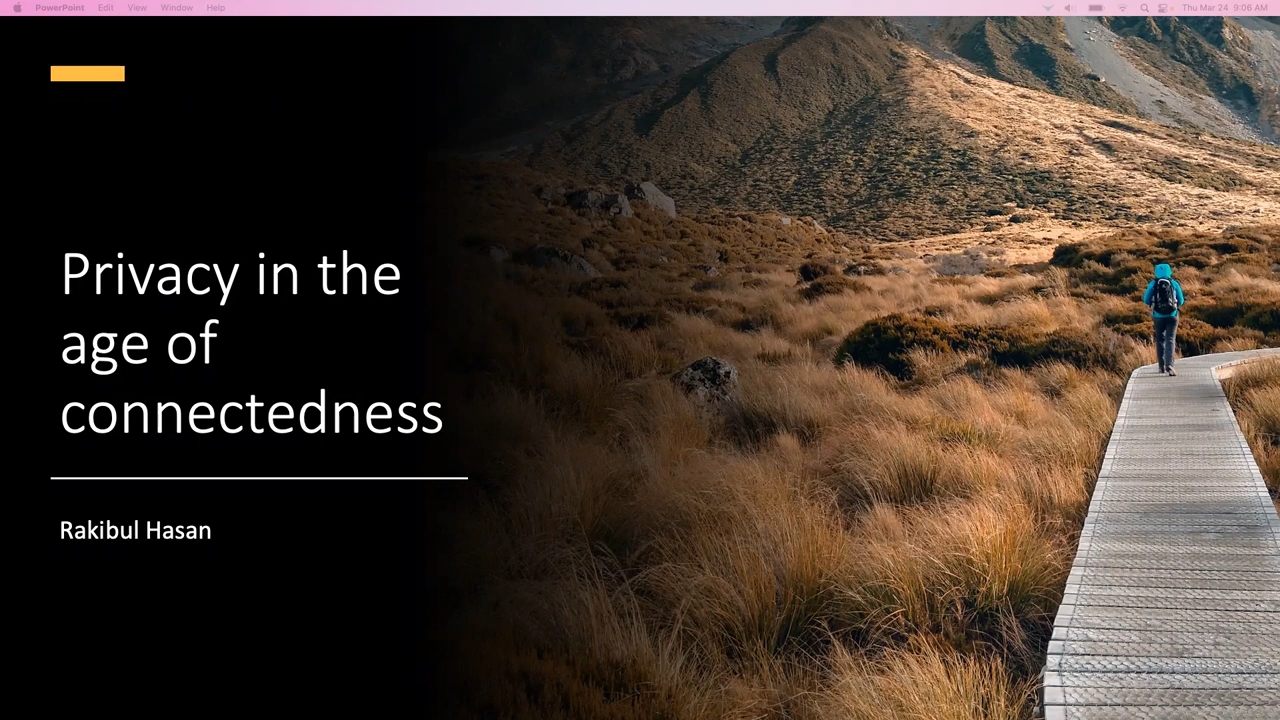 PowerPoint Edit View Window Help Thu Mar 24 9:06 AM
Privacy in the
age of
connectedness
Rakibul Hasan